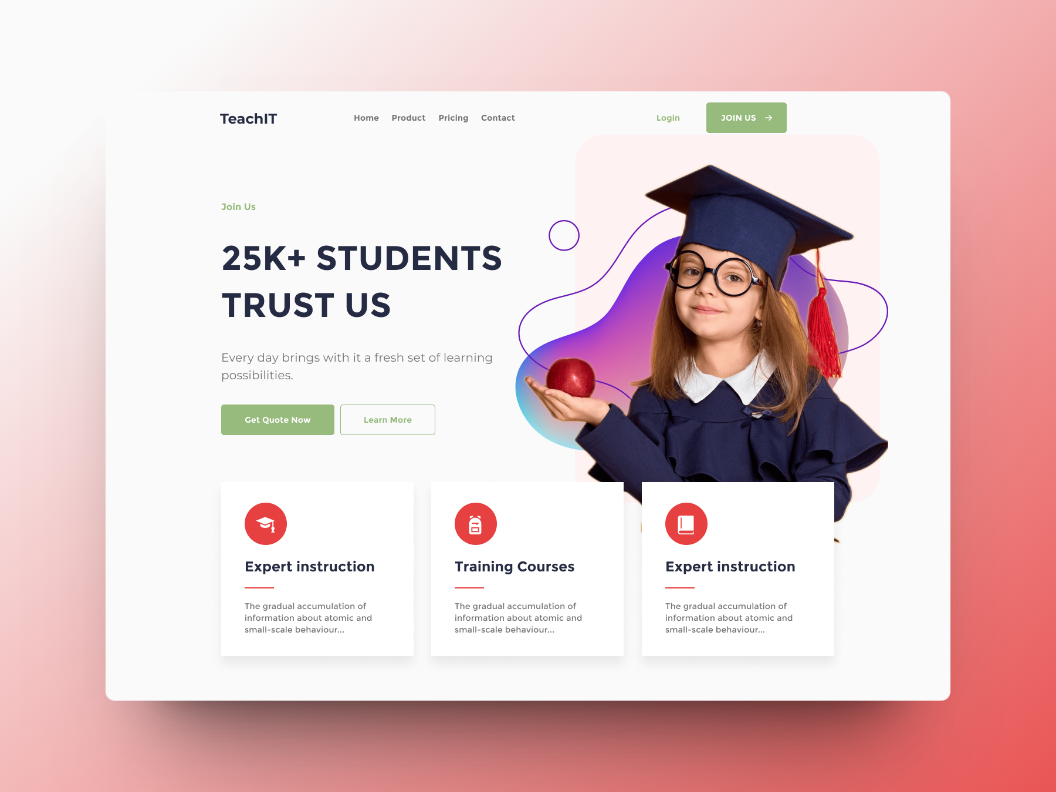 TeachIT
Home Product Pricing Contact
Login
JOIN US
Join Us
25K+ STUDENTS
TRUST US
Every day brings with it a fresh set of learning
possibilities.
Get Quote Now
Learn More
Expert instruction
The gradual accumulation of
information about atomic and
small-scale behaviour...
Training Courses
The gradual accumulation of
information about atomic and
small-scale behaviour...
Expert instruction
The gradual accumulation of
information about atomic and
small-scale behaviour...